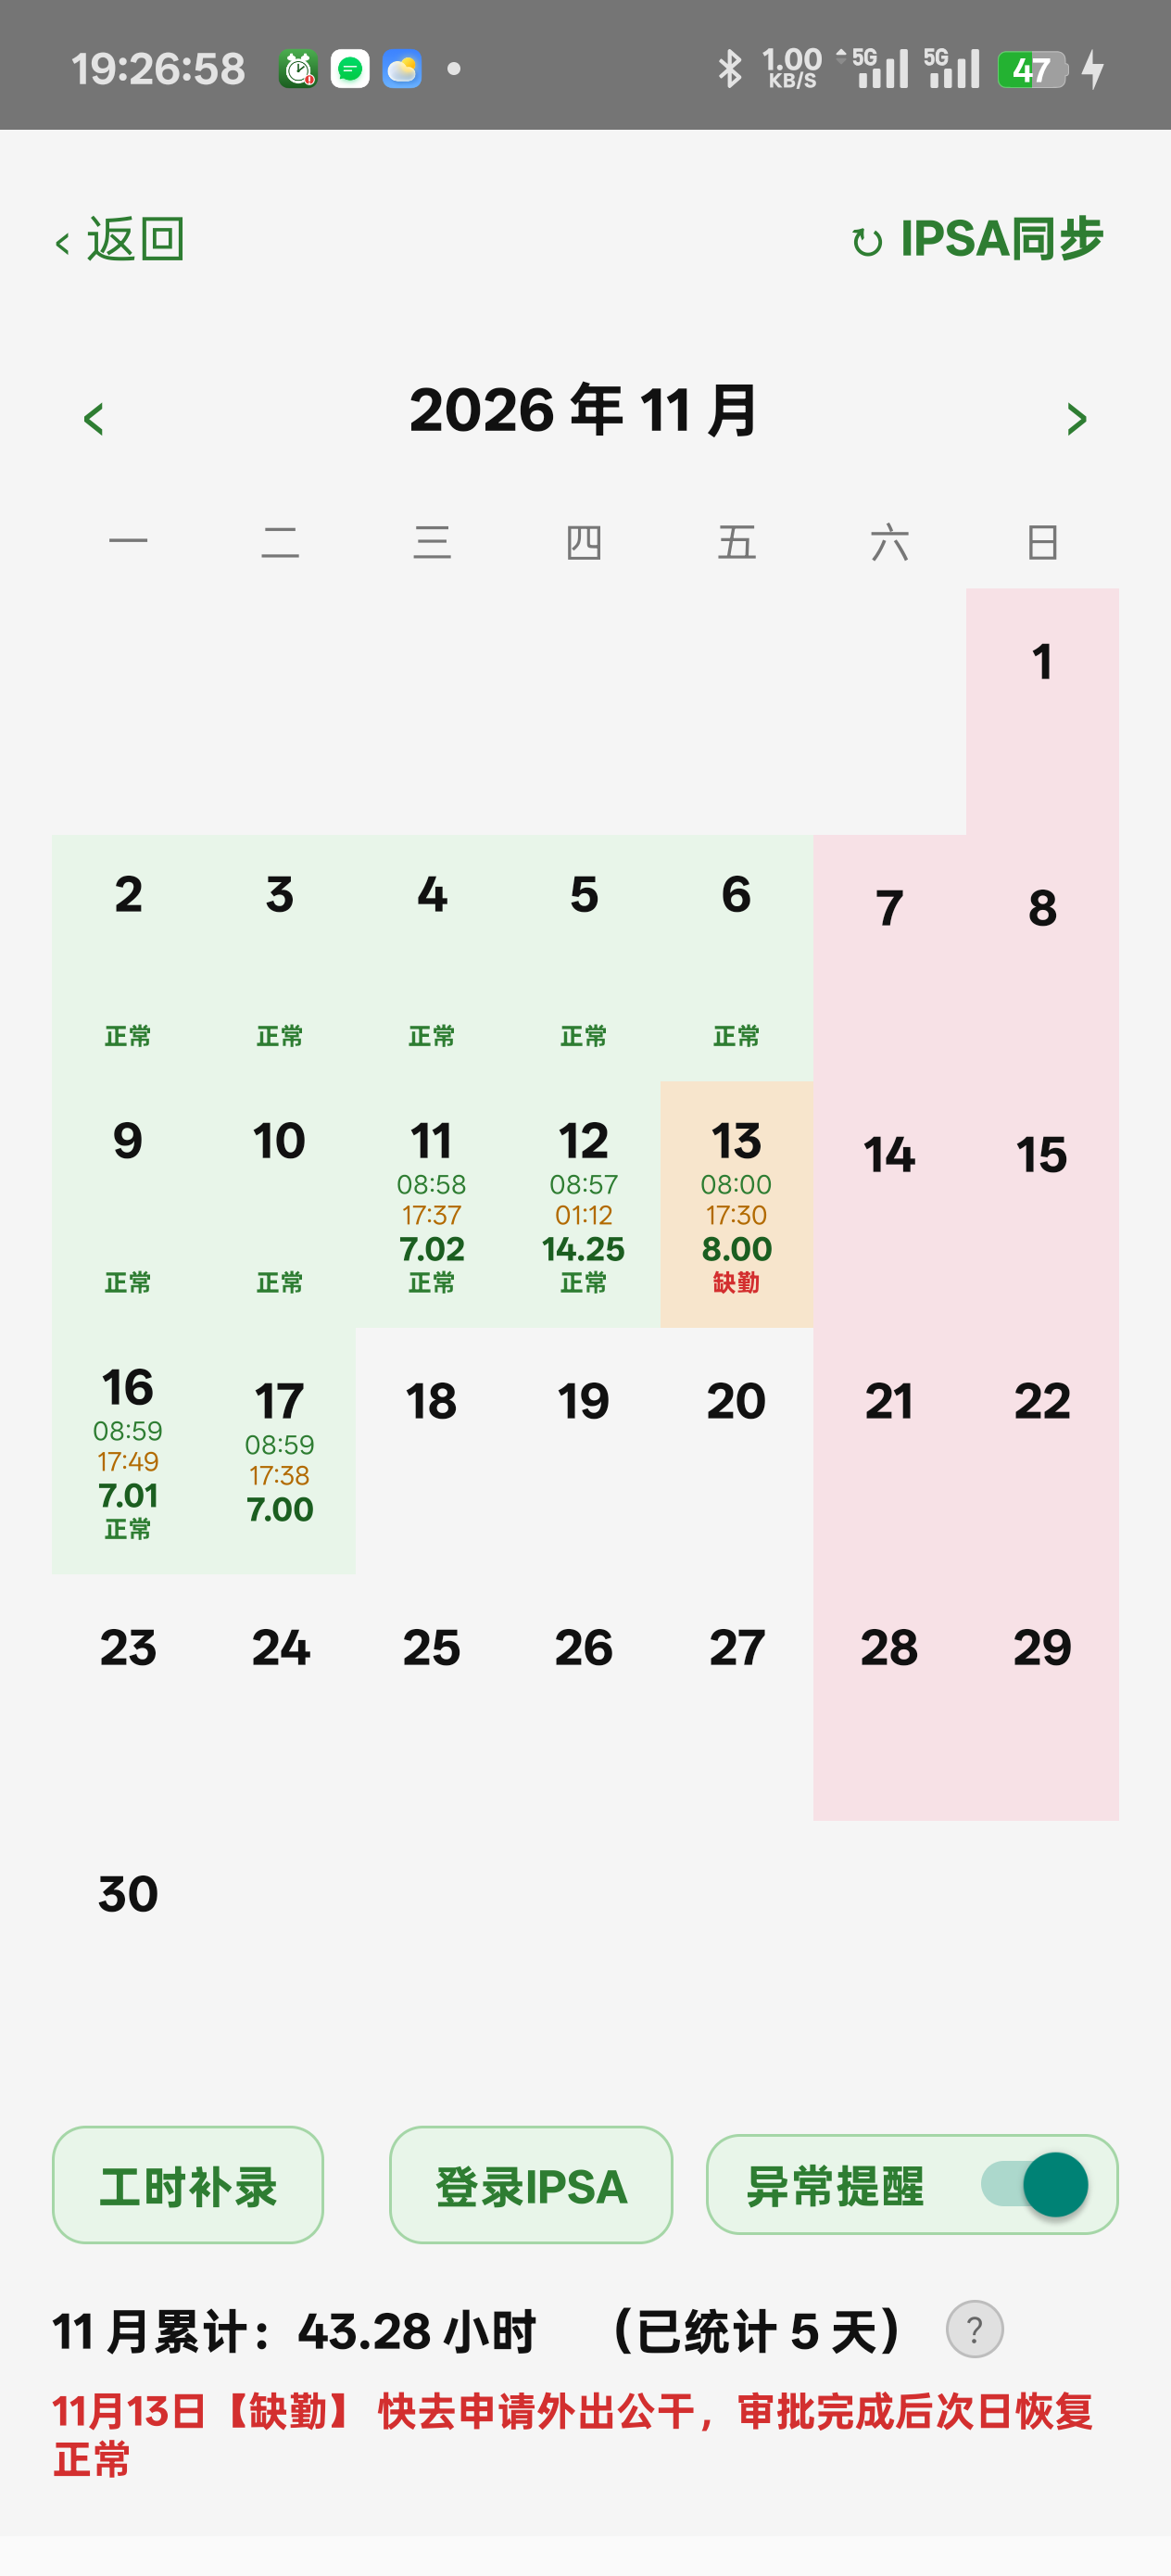 19:26:58 1.00 KB/S 5G 5G 47
‹ 返回 ↻ IPSA同步
‹ 2026 年 11 月 ›
一 二 三 四 五 六 日
1
2 3 4 5 6 7 8
正常 正常 正常 正常 正常
9 10 11 12 13 14 15
08:58 08:57 08:00
17:37 01:12 17:30
7.02 14.25 8.00
正常 正常 正常 正常 缺勤
16 17 18 19 20 21 22
08:59 08:59
17:49 17:38
7.01 7.00
正常
23 24 25 26 27 28 29
30
工时补录 登录IPSA 异常提醒
11 月累计：43.28 小时 （已统计 5 天） ?
11月13日【缺勤】 快去申请外出公干，审批完成后次日恢复
正常